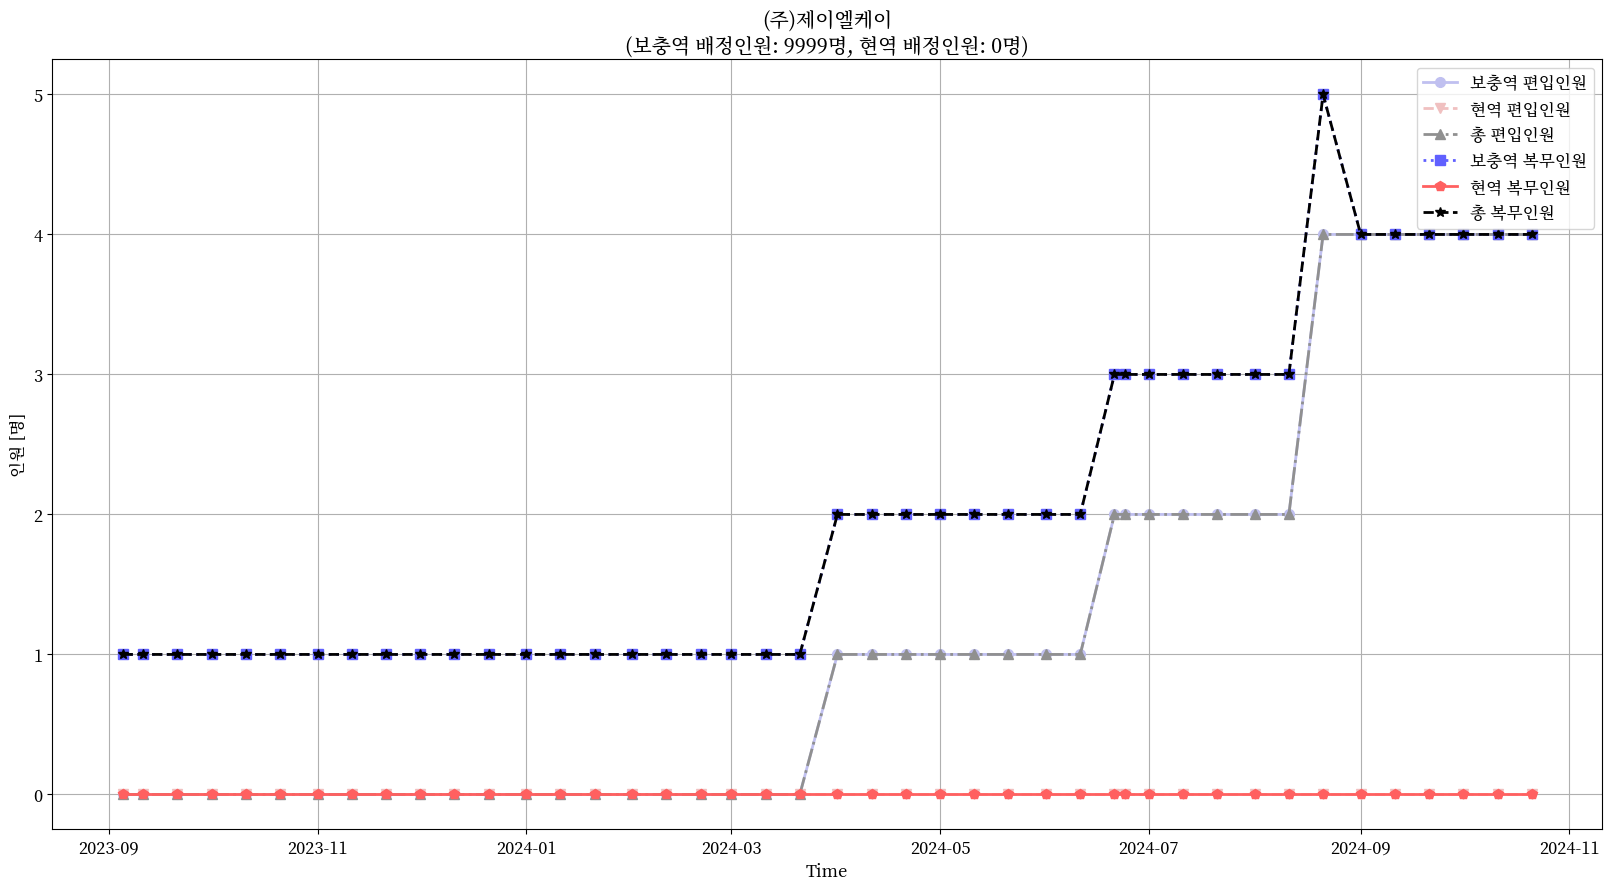 (주)제이엘케이
(보충역 배정인원: 9999명, 현역 배정인원: 0명)
보충역 편입인원
현역 편입인원
총 편입인원
보충역 복무인원
현역 복무인원
총 복무인원
5
4
3
2
1
0
인원 [명]
2023-09 2023-11 2024-01 2024-03 2024-05 2024-07 2024-09 2024-11
Time